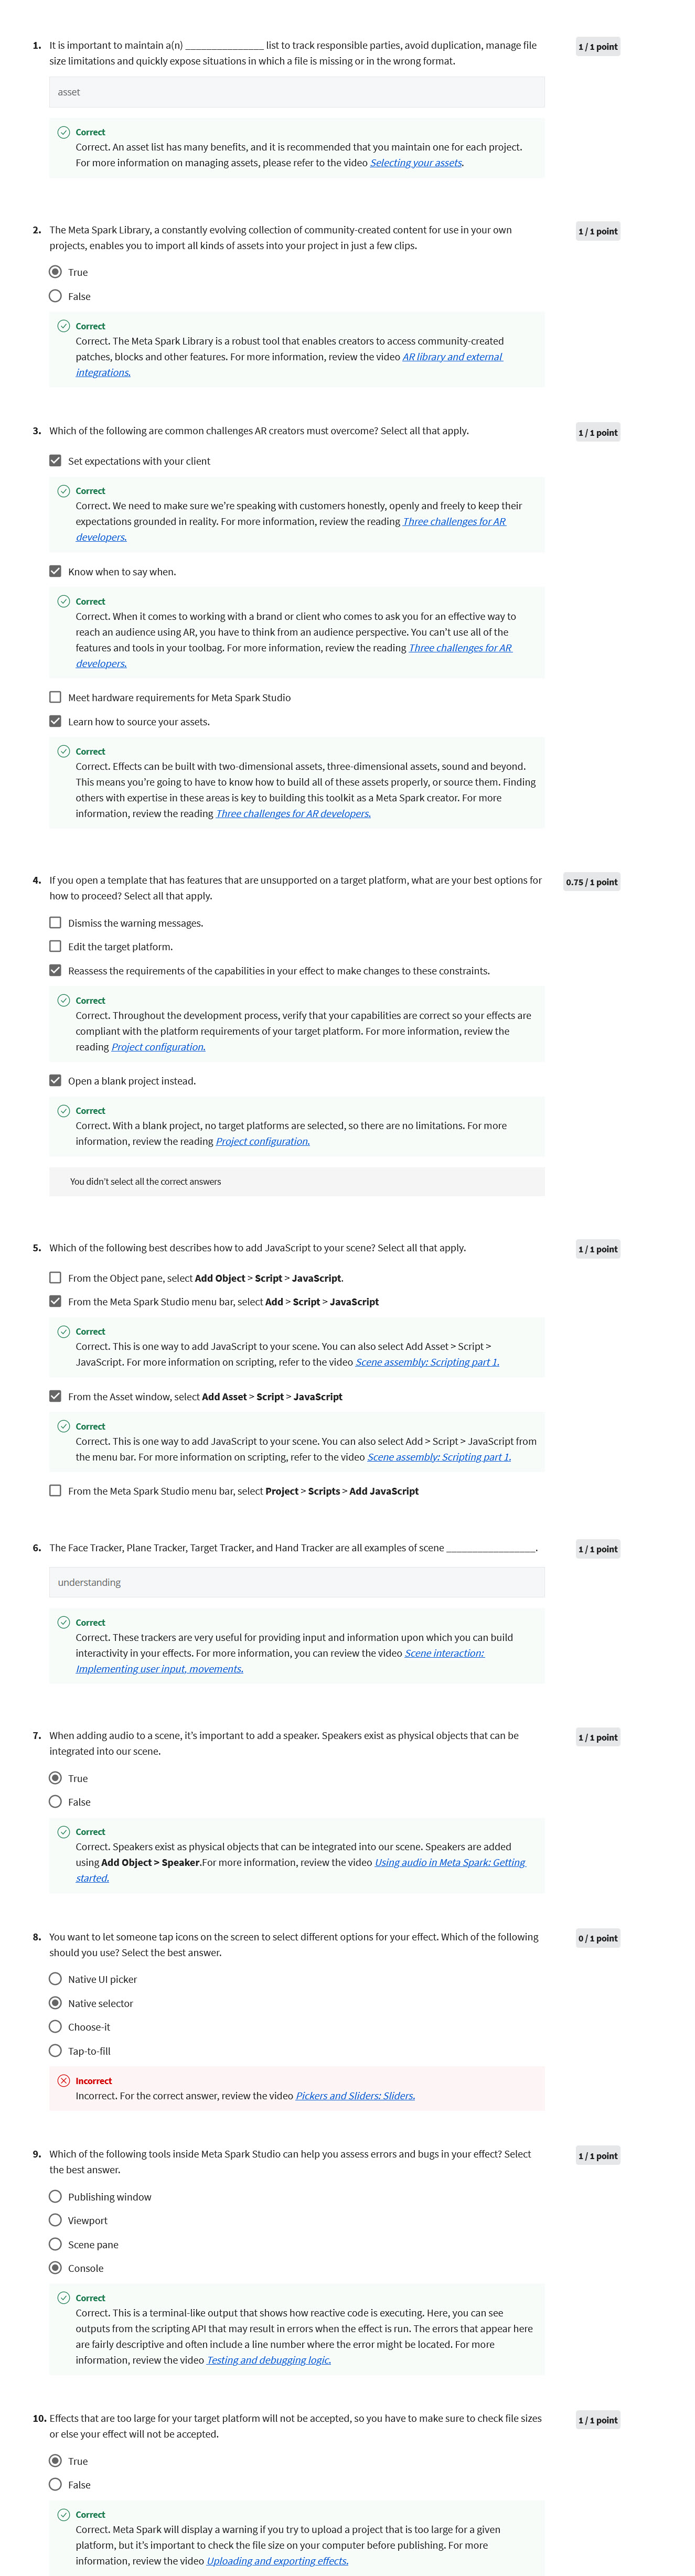 1. It is important to maintain a(n) _______________ list to track responsible parties, avoid duplication, manage file
1 / 1 point
size limitations and quickly expose situations in which a file is missing or in the wrong format.
asset
Correct
Correct. An asset list has many benefits, and it is recommended that you maintain one for each project.
For more information on managing assets, please refer to the video Selecting your assets.
2. The Meta Spark Library, a constantly evolving collection of community-created content for use in your own
1 / 1 point
projects, enables you to import all kinds of assets into your project in just a few clips.
True
False
Correct
Correct. The Meta Spark Library is a robust tool that enables creators to access community-created
patches, blocks and other features. For more information, review the video AR library and external
integrations.
3. Which of the following are common challenges AR creators must overcome? Select all that apply.
1 / 1 point
Set expectations with your client
Correct
Correct. We need to make sure we’re speaking with customers honestly, openly and freely to keep their
expectations grounded in reality. For more information, review the reading Three challenges for AR
developers.
Know when to say when.
Correct
Correct. When it comes to working with a brand or client who comes to ask you for an effective way to
reach an audience using AR, you have to think from an audience perspective. You can’t use all of the
features and tools in your toolbag. For more information, review the reading Three challenges for AR
developers.
Meet hardware requirements for Meta Spark Studio
Learn how to source your assets.
Correct
Correct. Effects can be built with two-dimensional assets, three-dimensional assets, sound and beyond.
This means you’re going to have to know how to build all of these assets properly, or source them. Finding
others with expertise in these areas is key to building this toolkit as a Meta Spark creator. For more
information, review the reading Three challenges for AR developers.
4. If you open a template that has features that are unsupported on a target platform, what are your best options for
0.75 / 1 point
how to proceed? Select all that apply.
Dismiss the warning messages.
Edit the target platform.
Reassess the requirements of the capabilities in your effect to make changes to these constraints.
Correct
Correct. Throughout the development process, verify that your capabilities are correct so your effects are
compliant with the platform requirements of your target platform. For more information, review the
reading Project configuration.
Open a blank project instead.
Correct
Correct. With a blank project, no target platforms are selected, so there are no limitations. For more
information, review the reading Project configuration.
You didn’t select all the correct answers
5. Which of the following best describes how to add JavaScript to your scene? Select all that apply.
1 / 1 point
From the Object pane, select Add Object > Script > JavaScript.
From the Meta Spark Studio menu bar, select Add > Script > JavaScript
Correct
Correct. This is one way to add JavaScript to your scene. You can also select Add Asset > Script >
JavaScript. For more information on scripting, refer to the video Scene assembly: Scripting part 1.
From the Asset window, select Add Asset > Script > JavaScript
Correct
Correct. This is one way to add JavaScript to your scene. You can also select Add > Script > JavaScript from
the menu bar. For more information on scripting, refer to the video Scene assembly: Scripting part 1.
From the Meta Spark Studio menu bar, select Project > Scripts > Add JavaScript
6. The Face Tracker, Plane Tracker, Target Tracker, and Hand Tracker are all examples of scene _________________.
1 / 1 point
understanding
Correct
Correct. These trackers are very useful for providing input and information upon which you can build
interactivity in your effects. For more information, you can review the video Scene interaction:
Implementing user input, movements.
7. When adding audio to a scene, it’s important to add a speaker. Speakers exist as physical objects that can be
1 / 1 point
integrated into our scene.
True
False
Correct
Correct. Speakers exist as physical objects that can be integrated into our scene. Speakers are added
using Add Object > Speaker.For more information, review the video Using audio in Meta Spark: Getting
started.
8. You want to let someone tap icons on the screen to select different options for your effect. Which of the following
0 / 1 point
should you use? Select the best answer.
Native UI picker
Native selector
Choose-it
Tap-to-fill
Incorrect
Incorrect. For the correct answer, review the video Pickers and Sliders: Sliders.
9. Which of the following tools inside Meta Spark Studio can help you assess errors and bugs in your effect? Select
1 / 1 point
the best answer.
Publishing window
Viewport
Scene pane
Console
Correct
Correct. This is a terminal-like output that shows how reactive code is executing. Here, you can see
outputs from the scripting API that may result in errors when the effect is run. The errors that appear here
are fairly descriptive and often include a line number where the error might be located. For more
information, review the video Testing and debugging logic.
10. Effects that are too large for your target platform will not be accepted, so you have to make sure to check file sizes
1 / 1 point
or else your effect will not be accepted.
True
False
Correct
Correct. Meta Spark will display a warning if you try to upload a project that is too large for a given
platform, but it’s important to check the file size on your computer before publishing. For more
information, review the video Uploading and exporting effects.